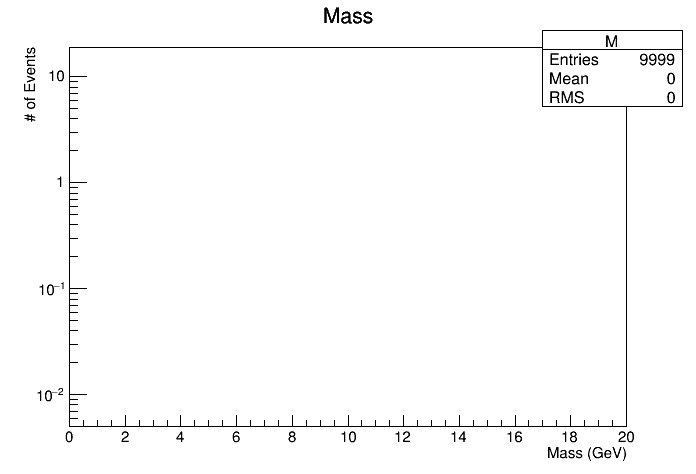 Mass
M
Entries 9999
Mean 0
RMS 0
# of Events
10
1
10⁻¹
10⁻²
0 2 4 6 8 10 12 14 16 18 20
Mass (GeV)